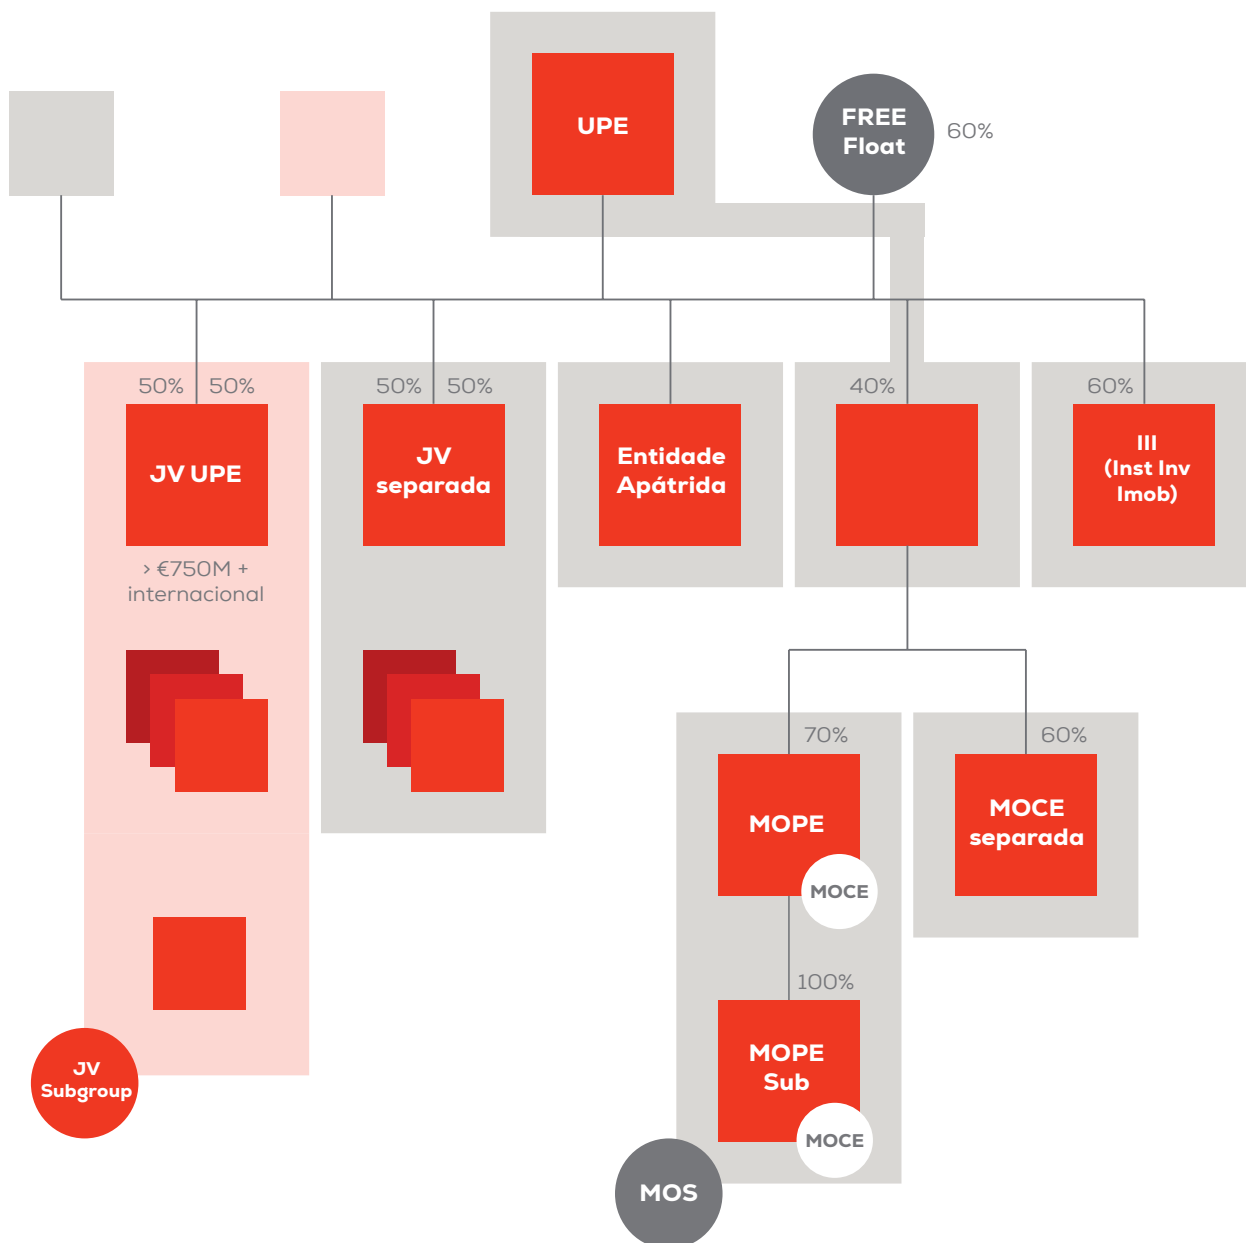 UPE
FREE
Float
60%
50% 50%
50% 50%
40%
60%
JV UPE
JV
separada
Entidade
Apátrida
III
(Inst Inv
Imob)
> €750M +
internacional
70%
60%
MOPE
MOCE
MOCE
separada
100%
MOPE
Sub
MOCE
JV
Subgroup
MOS